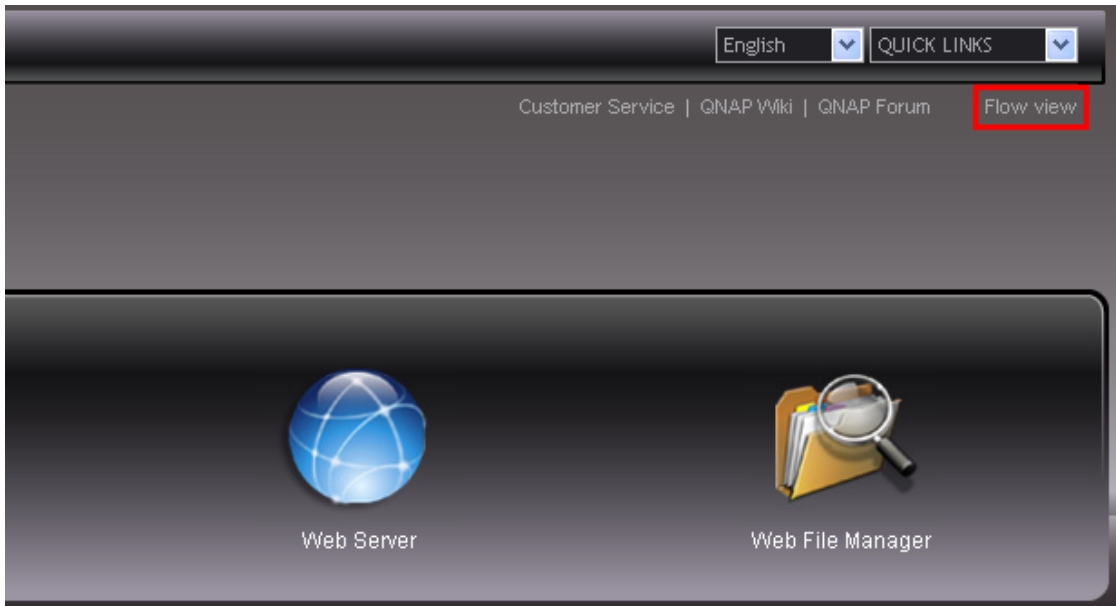 English QUICK LINKS
Customer Service | QNAP Wiki | QNAP Forum Flow view
Web Server Web File Manager